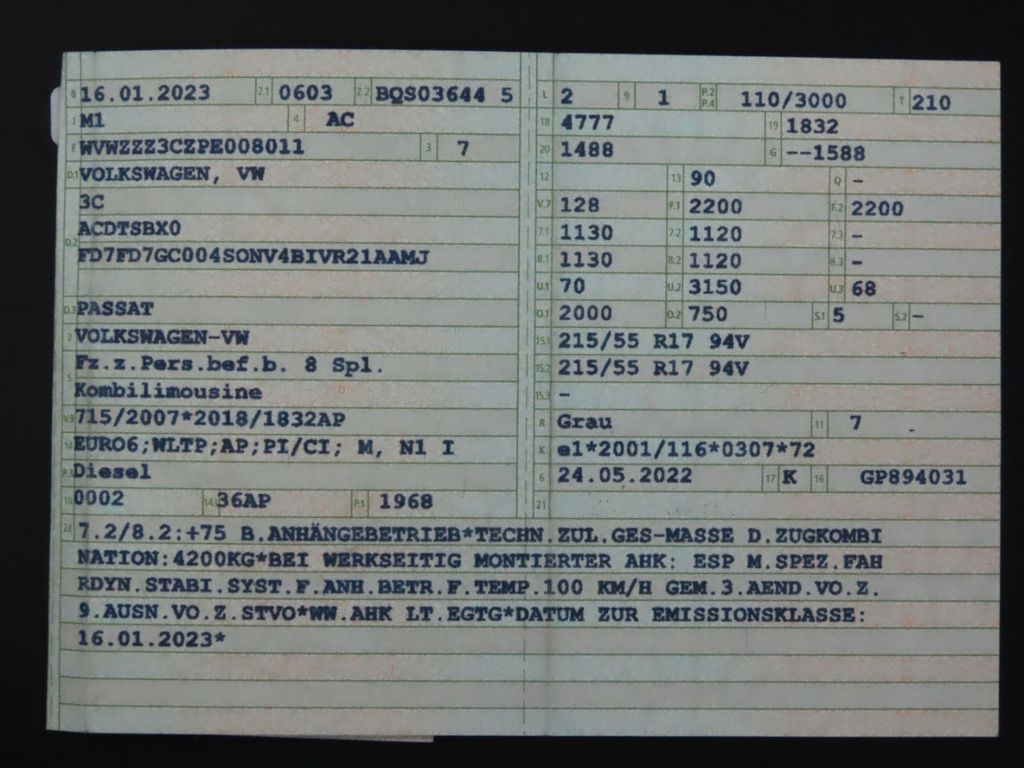 B 16.01.2023 2.1 0603 2.2 BQS03644 5
J M1 4 AC
E WVWZZZ3CZPE008011 3 7
D.1 VOLKSWAGEN, VW
3C
ACDTSBX0
D.2 FD7FD7GC004SONV4BIVR21AAMJ
D.3 PASSAT
2 VOLKSWAGEN-VW
Fz.z.Pers.bef.b. 8 Spl.
5 Kombilimousine
V.9 715/2007*2018/1832AP
14 EURO6;WLTP;AP;PI/CI; M, N1 I
P.3 Diesel
10 0002 14.1 36AP P.1 1968
L 2 9 1 P.2 P.4 110/3000 T 210
18 4777 19 1832
20 1488 G --1588
12 13 90 Q -
V.7 128 F.1 2200 F.2 2200
7.1 1130 7.2 1120 7.3 -
8.1 1130 8.2 1120 8.3 -
U.1 70 U.2 3150 U.3 68
O.1 2000 O.2 750 S.1 5 S.2 -
15.1 215/55 R17 94V
15.2 215/55 R17 94V
15.3 -
R Grau 11 7 -
K e1*2001/116*0307*72
6 24.05.2022 17 K 16 GP894031
21
22 7.2/8.2:+75 B.ANHÄNGEBETRIEB*TECHN.ZUL.GES-MASSE D.ZUGKOMBI
NATION:4200KG*BEI WERKSEITIG MONTIERTER AHK: ESP M.SPEZ.FAH
RDYN.STABI.SYST.F.ANH.BETR.F.TEMP.100 KM/H GEM.3.AEND.VO.Z.
9.AUSN.VO.Z.STVO*WW.AHK LT.EGTG*DATUM ZUR EMISSIONSKLASSE:
16.01.2023*